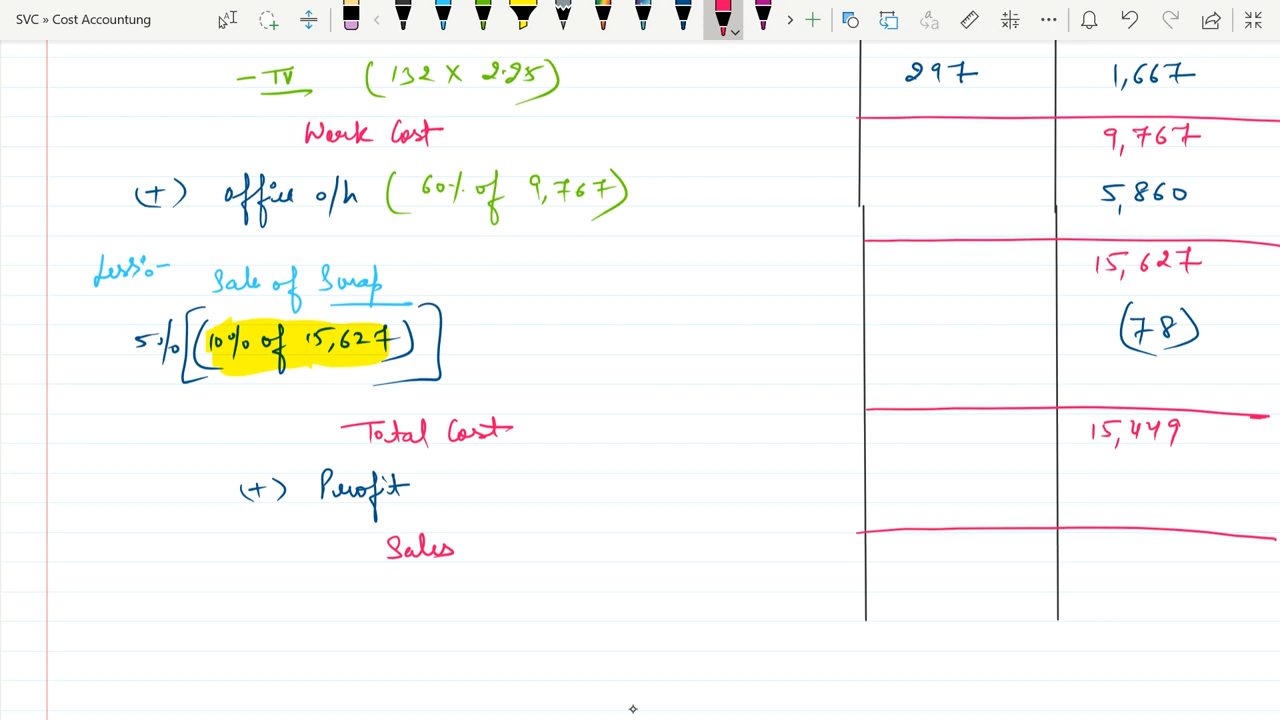 SVC » Cost Accountung
- TV (132 X 2.25) 297 1,667
Work Cost 9,767
(+) office o/h (60% of 9,767) 5,860
Less:- 15,627
Sale of Scrap
5% [(10% of 15,627)] (78)
Total Cost 15,449
(+) Profit
Sales